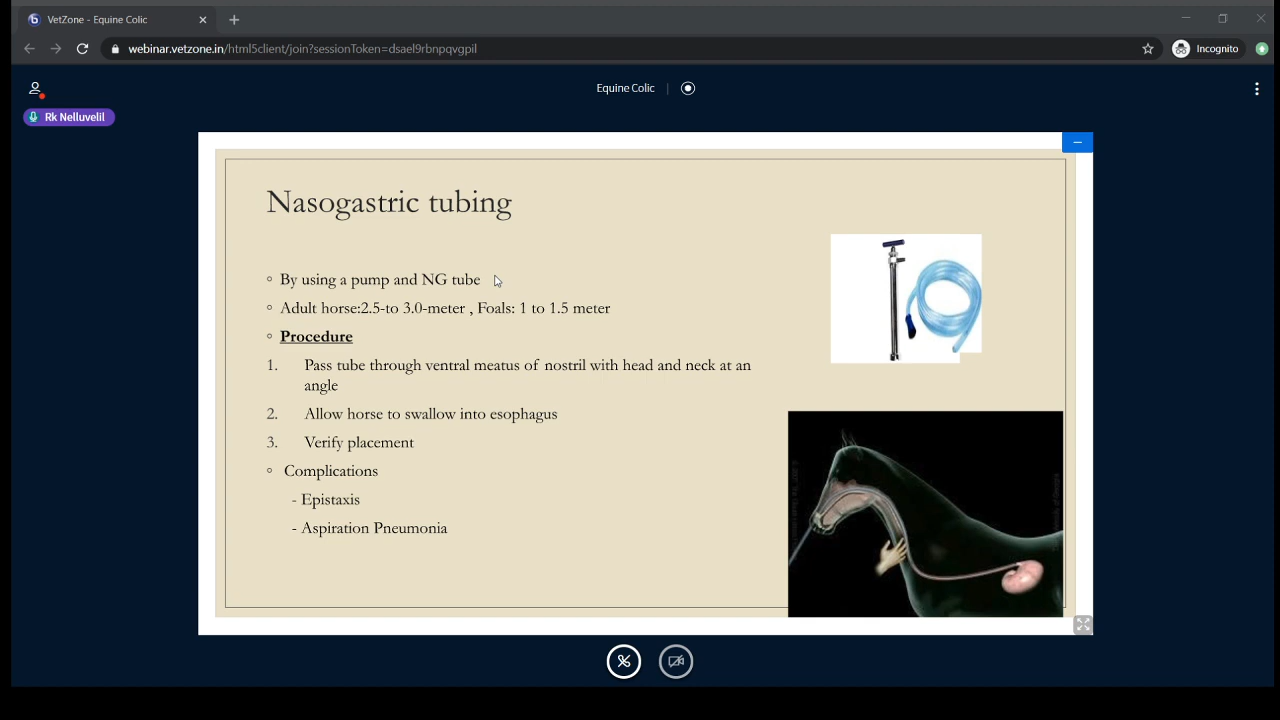 VetZone - Equine Colic
webinar.vetzone.in/html5client/join?sessionToken=dsael9rbnpqvgpil
Incognito
Equine Colic
Rk Nelluvelil
Nasogastric tubing
◦ By using a pump and NG tube
◦ Adult horse:2.5-to 3.0-meter , Foals: 1 to 1.5 meter
◦ Procedure
1. Pass tube through ventral meatus of nostril with head and neck at an
angle
2. Allow horse to swallow into esophagus
3. Verify placement
◦ Complications
- Epistaxis
- Aspiration Pneumonia